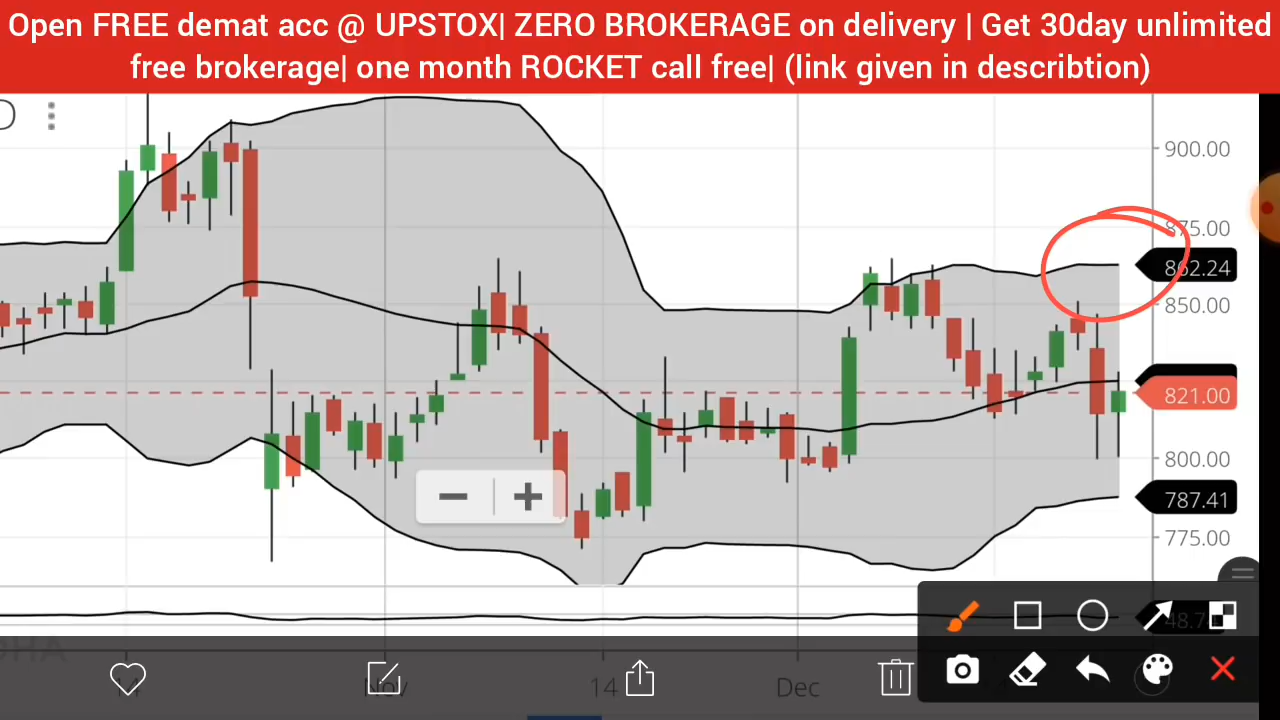 Open FREE demat acc @ UPSTOX| ZERO BROKERAGE on delivery | Get 30day unlimited
free brokerage| one month ROCKET call free| (link given in describtion)
D
900.00
875.00
862.24
850.00
821.00
800.00
787.41
775.00
14
Nov
14
Dec